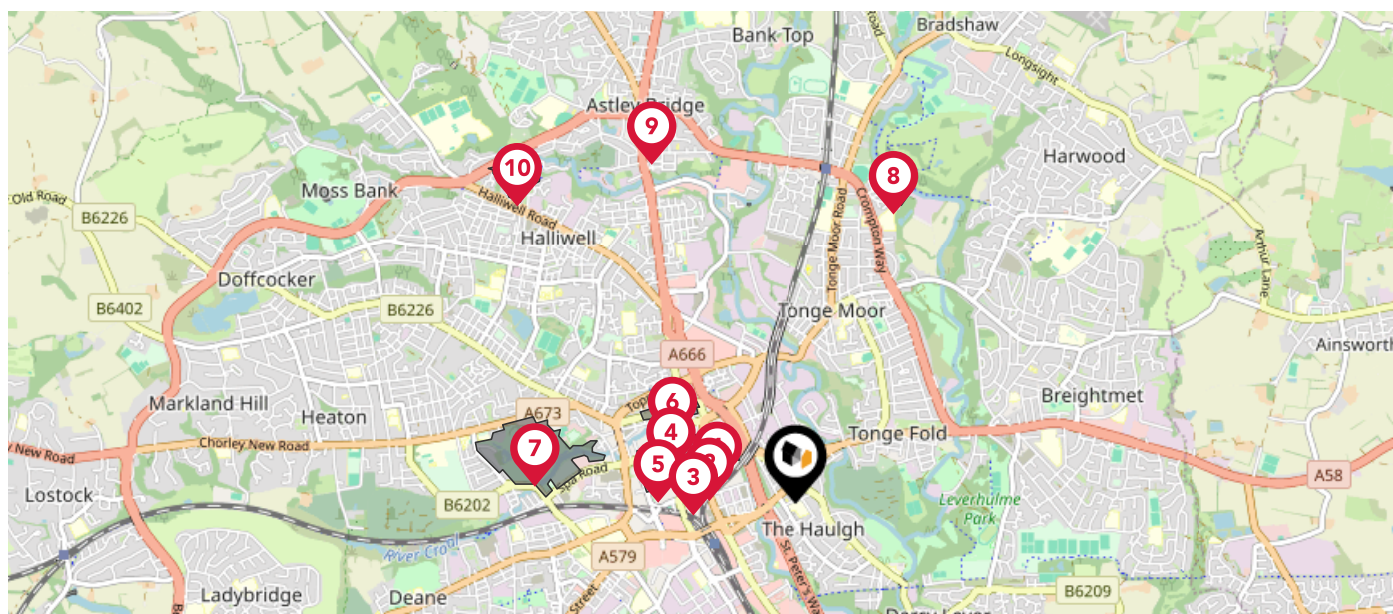 Bradshaw
Bank Top
Road
Longsight
Astley Bridge
9
Harwood
10
Moss Bank
8
Old Road
B6226
Halliwell Road
Crompton Way
Halliwell
Tonge Moor Road
Arthur Lane
Doffcocker
B6402
B6226
Tonge Moor
Ainsworth
A666
Breightmet
Markland Hill
6
Heaton
A673
4
Tonge Fold
Chorley New Road
7
New Road
5
3
Spa Road
A58
Lostock
B6202
Leverhulme
Park
The Haulgh
River Croal
A579
St. Peter's Way
Ladybridge
Deane
Street
B6209